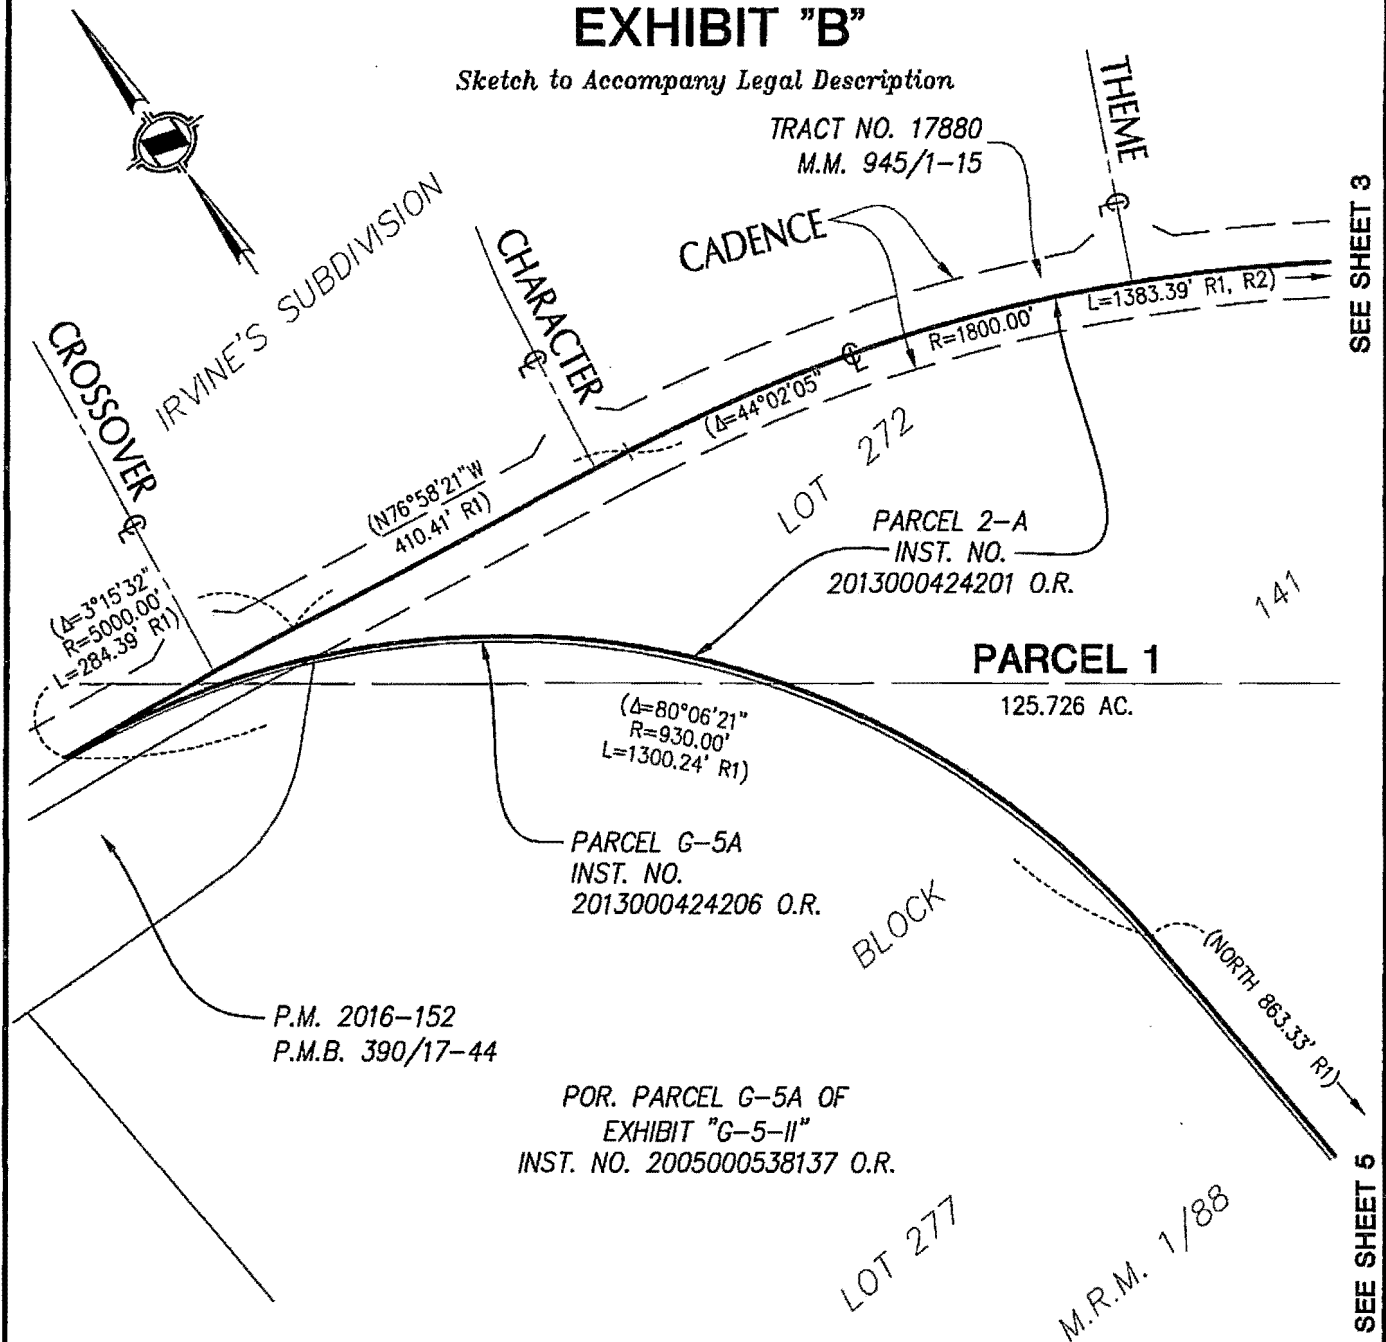 EXHIBIT "B"
Sketch to Accompany Legal Description
TRACT NO. 17880
M.M. 945/1-15
THEME
℄
SEE SHEET 3
CADENCE
IRVINE'S SUBDIVISION
CHARACTER
℄
CROSSOVER
℄
L=1383.39' R1, R2)
R=1800.00'
℄
(Δ=44°02'05"
LOT 272
(N76°58'21"W
410.41' R1)
PARCEL 2-A
INST. NO.
2013000424201 O.R.
(Δ=3°15'32"
R=5000.00'
L=284.39' R1)
141
PARCEL 1
125.726 AC.
(Δ=80°06'21"
R=930.00'
L=1300.24' R1)
PARCEL G-5A
INST. NO.
2013000424206 O.R.
BLOCK
(NORTH 863.33' R1)
P.M. 2016-152
P.M.B. 390/17-44
POR. PARCEL G-5A OF
EXHIBIT "G-5-II"
INST. NO. 2005000538137 O.R.
LOT 277
M.R.M. 1/88
SEE SHEET 5